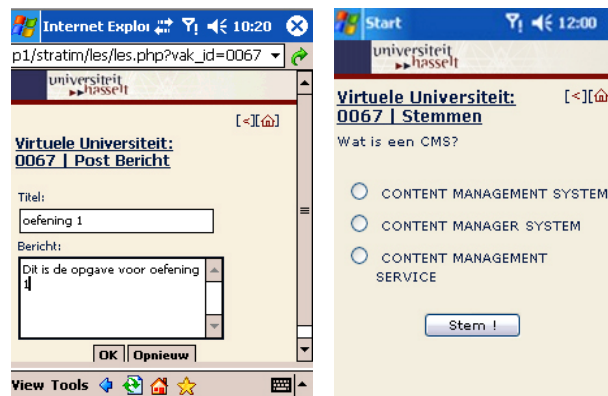 Internet Explor 10:20
p1/stratim/les/les.php?vak_id=0067
universiteit
hasselt
[<][
]
Virtuele Universiteit:
0067 | Post Bericht
Titel:
oefening 1
Bericht:
Dit is de opgave voor oefening
1
OK Opnieuw
View Tools
Start 12:00
universiteit
hasselt
Virtuele Universiteit: [<][
0067 | Stemmen
Wat is een CMS?
CONTENT MANAGEMENT SYSTEM
CONTENT MANAGER SYSTEM
CONTENT MANAGEMENT
SERVICE
Stem !